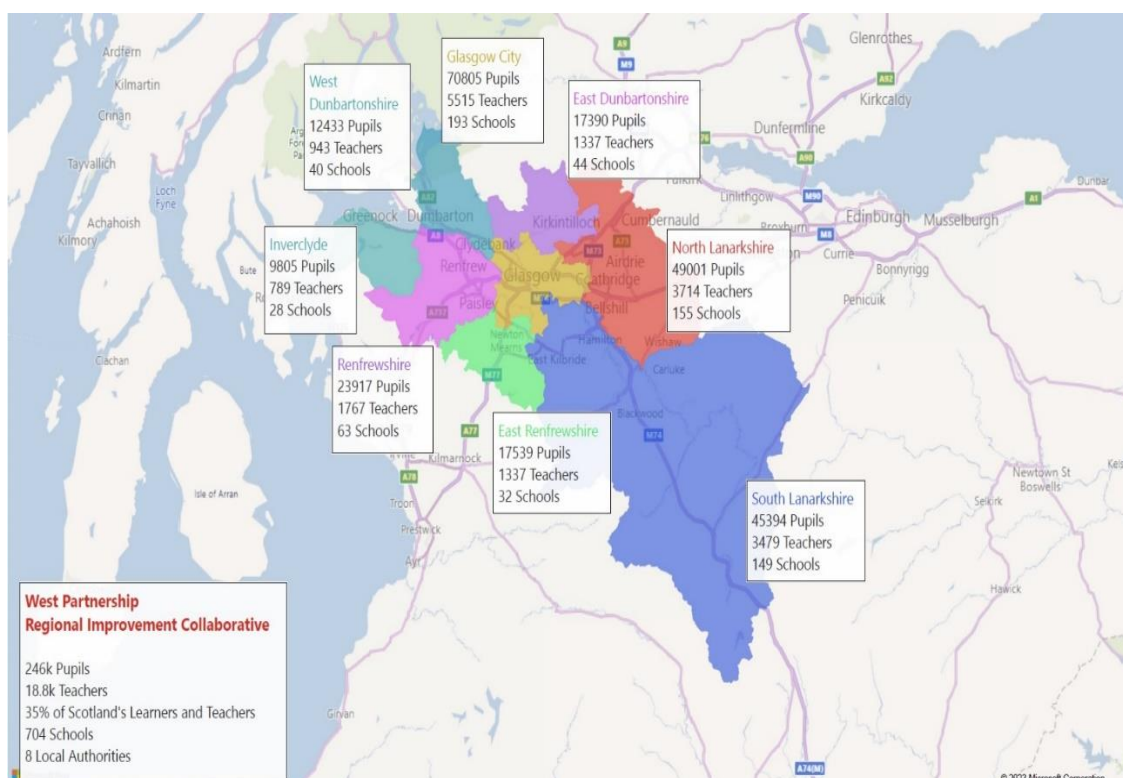 West
Dunbartonshire
12433 Pupils
943 Teachers
40 Schools
Glasgow City
70805 Pupils
5515 Teachers
193 Schools
East Dunbartonshire
17390 Pupils
1337 Teachers
44 Schools
Inverclyde
9805 Pupils
789 Teachers
28 Schools
North Lanarkshire
49001 Pupils
3714 Teachers
155 Schools
Renfrewshire
23917 Pupils
1767 Teachers
63 Schools
East Renfrewshire
17539 Pupils
1337 Teachers
32 Schools
South Lanarkshire
45394 Pupils
3479 Teachers
149 Schools
West Partnership
Regional Improvement Collaborative
246k Pupils
18.8k Teachers
35% of Scotland's Learners and Teachers
704 Schools
8 Local Authorities
Ardfern
Kilmartin
Crinan
Tayvallich
Loch
Fyne
Achahoish
Kilmory
Clachan
Bute
Isle of Arran
Greenock
Dumbarton
A82
A8
Clydebank
Renfrew
Paisley
A737
Glasgow
Kirkintilloch
Cumbernauld
A73
M73
Airdrie
Coatbridge
Bellshill
Newton
Mearns
M77
East Kilbride
Hamilton
Wishaw
Carluke
Blackwood
M74
A77
Kilmarnock
A78
Troon
Prestwick
Ayr
Girvan
A9
M9
Glenrothes
A92
Kirkcaldy
Dunfermline
A90
Linlithgow
M90
Edinburgh
Musselburgh
A1
Dunbar
M8
Currie
Bonnyrigg
Penicuik
Newtown St
Boswells
Selkirk
Hawick
A74(M)
© 2023 Microsoft Corporation